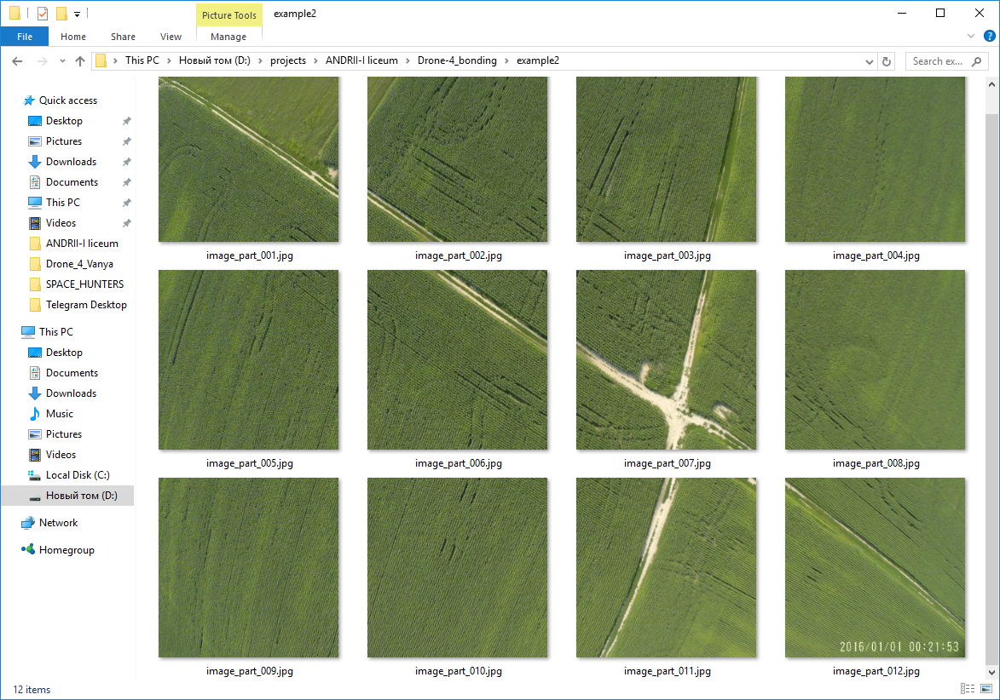 Picture Tools
example2
File
Home
Share
View
Manage
This PC
Новый том (D:)
projects
ANDRII-I liceum
Drone-4_bonding
example2
Search ex...
Quick access
Desktop
Pictures
Downloads
Documents
This PC
Videos
ANDRII-I liceum
Drone_4_Vanya
SPACE_HUNTERS
Telegram Desktop
This PC
Desktop
Documents
Downloads
Music
Pictures
Videos
Local Disk (C:)
Новый том (D:)
Network
Homegroup
image_part_001.jpg
image_part_002.jpg
image_part_003.jpg
image_part_004.jpg
image_part_005.jpg
image_part_006.jpg
image_part_007.jpg
image_part_008.jpg
2016/01/01 00:21:53
image_part_009.jpg
image_part_010.jpg
image_part_011.jpg
image_part_012.jpg
12 items